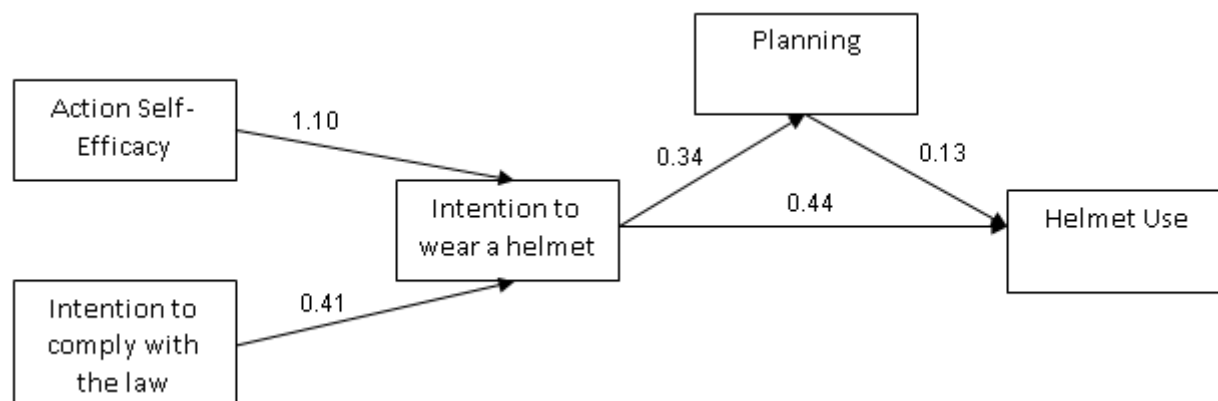 Planning
Action Self-
Efficacy
1.10
0.34
0.13
Intention to
wear a helmet
0.44
Helmet Use
Intention to
comply with
the law
0.41